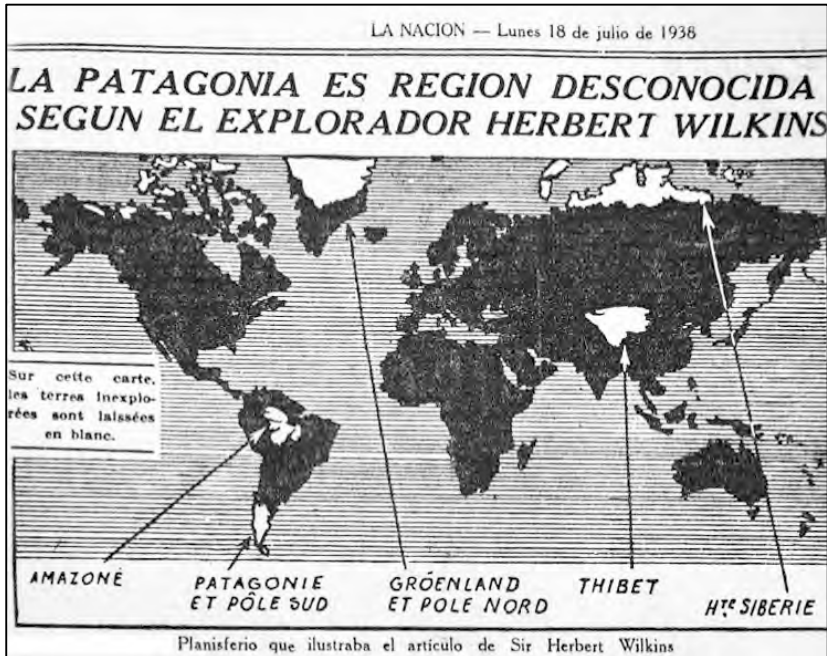 LA NACION — Lunes 18 de julio de 1938
LA PATAGONIA ES REGION DESCONOCIDA
SEGUN EL EXPLORADOR HERBERT WILKINS
Sur cette carte,
les terres inexplo-
rées sont laissées
en blanc.
AMAZONÉ
PATAGONIE
ET PÔLE SUD
GRÖENLAND
ET POLE NORD
THIBET
Hte SIBERIE
Planisferio que ilustraba el artículo de Sir Herbert Wilkins